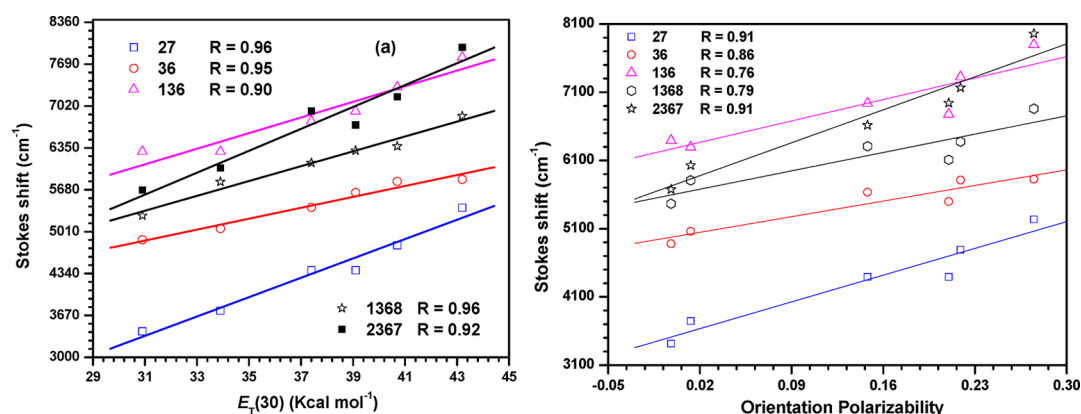 8360
7690
7020
6350
5680
5010
4340
3670
3000
Stokes shift (cm⁻¹)
27 R = 0.96
36 R = 0.95
136 R = 0.90
(a)
1368 R = 0.96
2367 R = 0.92
29 31 33 35 37 39 41 43 45
E_T(30) (Kcal mol⁻¹)
8100
7100
6100
5100
4100
3100
Stokes shift (cm⁻¹)
27 R = 0.91
36 R = 0.86
136 R = 0.76
1368 R = 0.79
2367 R = 0.91
-0.05 0.02 0.09 0.16 0.23 0.30
Orientation Polarizability